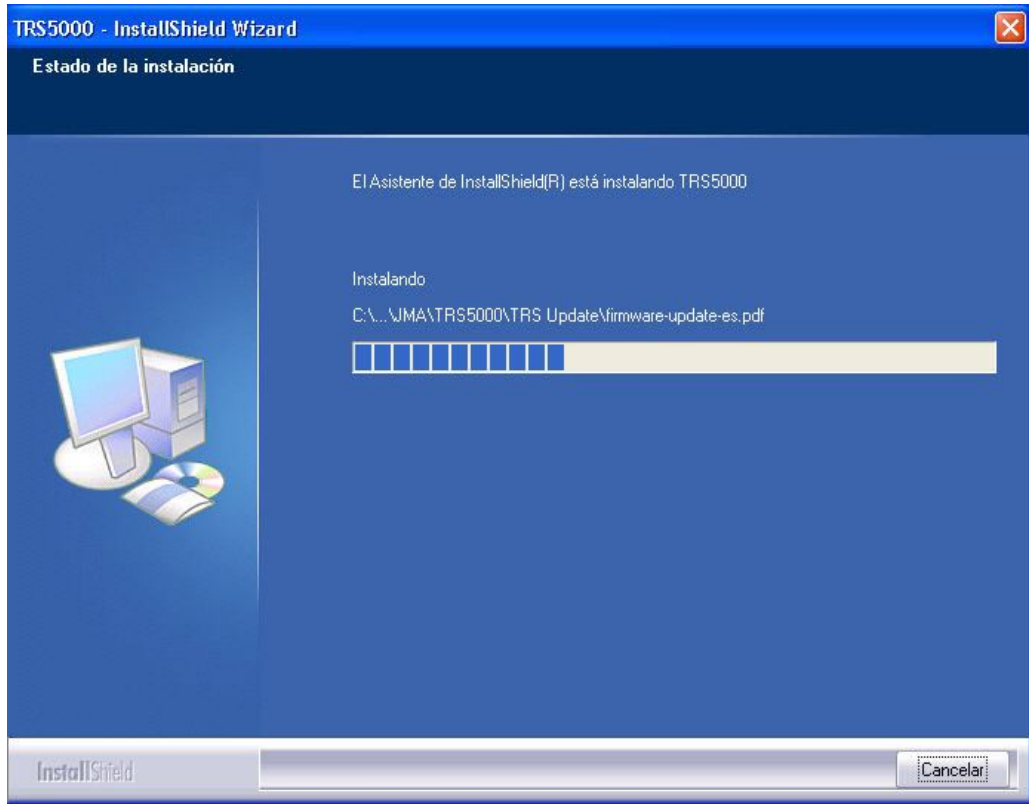 TRS5000 - InstallShield Wizard
Estado de la instalación
El Asistente de InstallShield(R) está instalando TRS5000
Instalando
C:\...\JMA\TRS5000\TRS Update\firmware-update-es.pdf
InstallShield
Cancelar